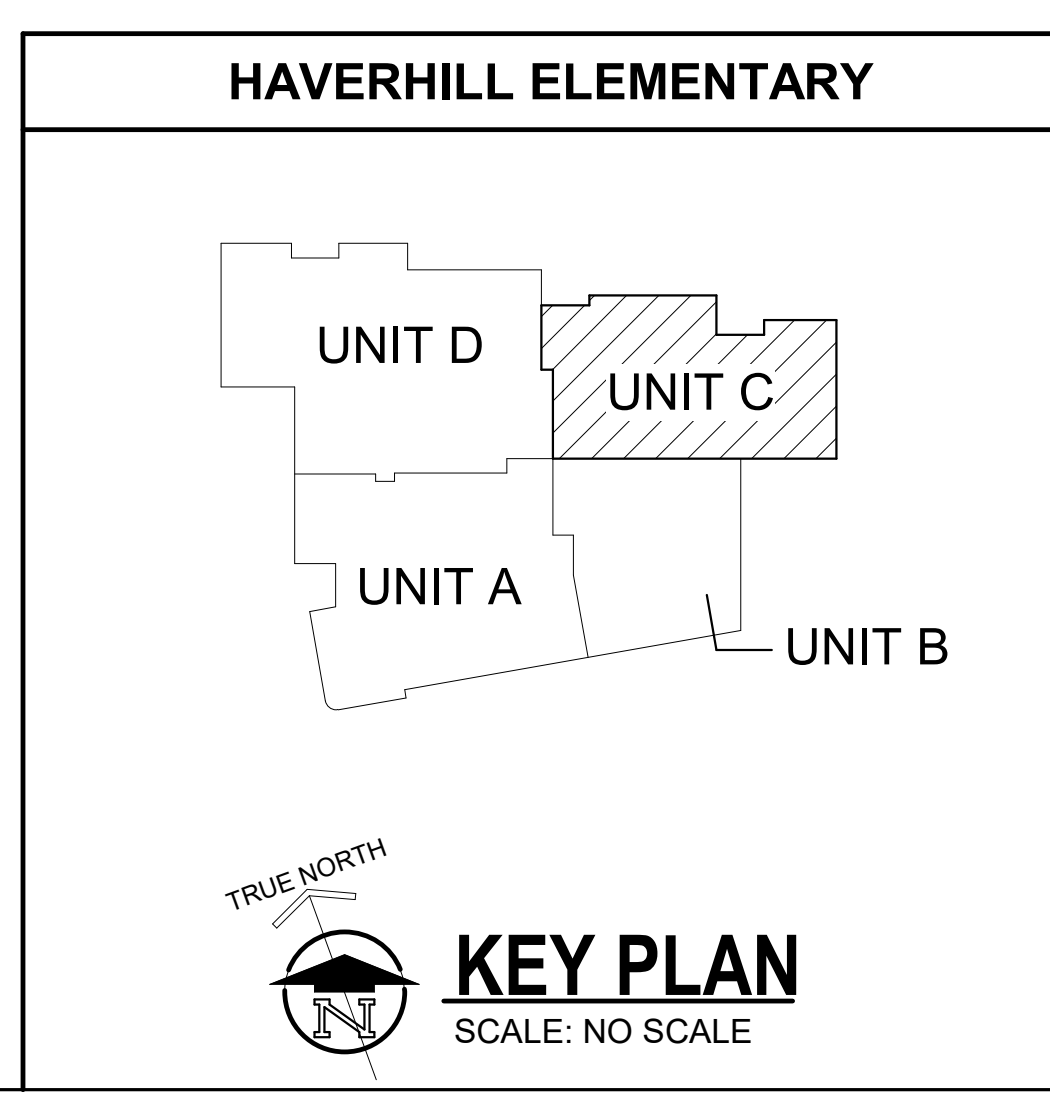 HAVERHILL ELEMENTARY
UNIT D
UNIT C
UNIT A
UNIT B
TRUE NORTH
N
KEY PLAN
SCALE: NO SCALE